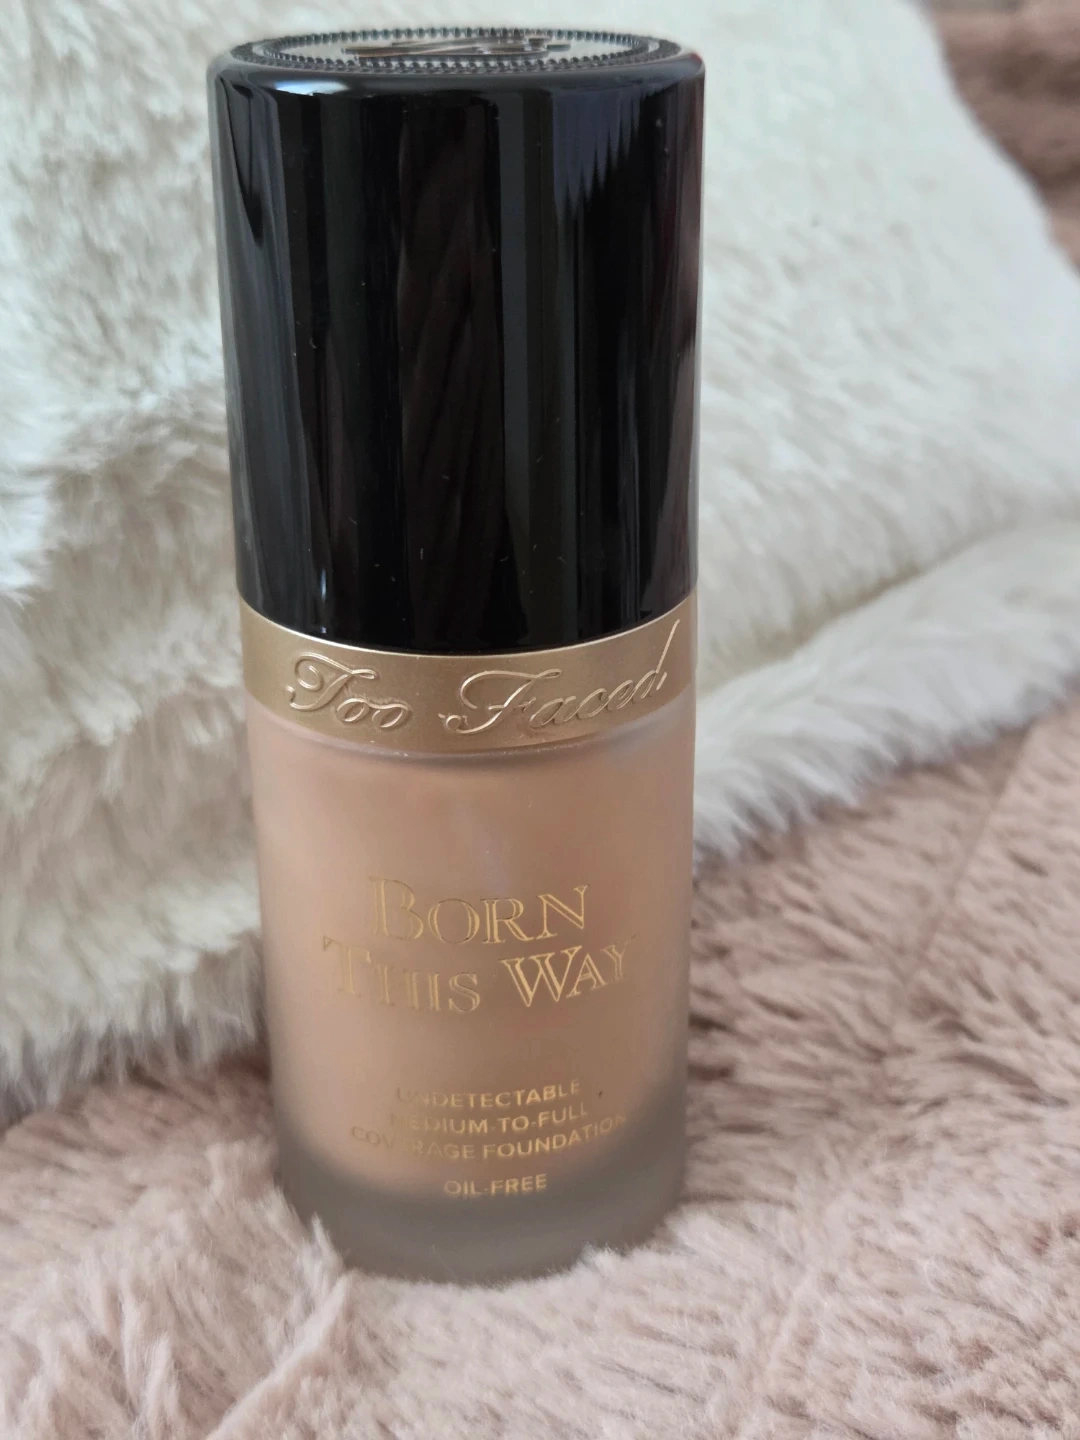 Too Faced
BORN
THIS WAY
UNDETECTABLE
MEDIUM-TO-FULL
COVERAGE FOUNDATION
OIL-FREE